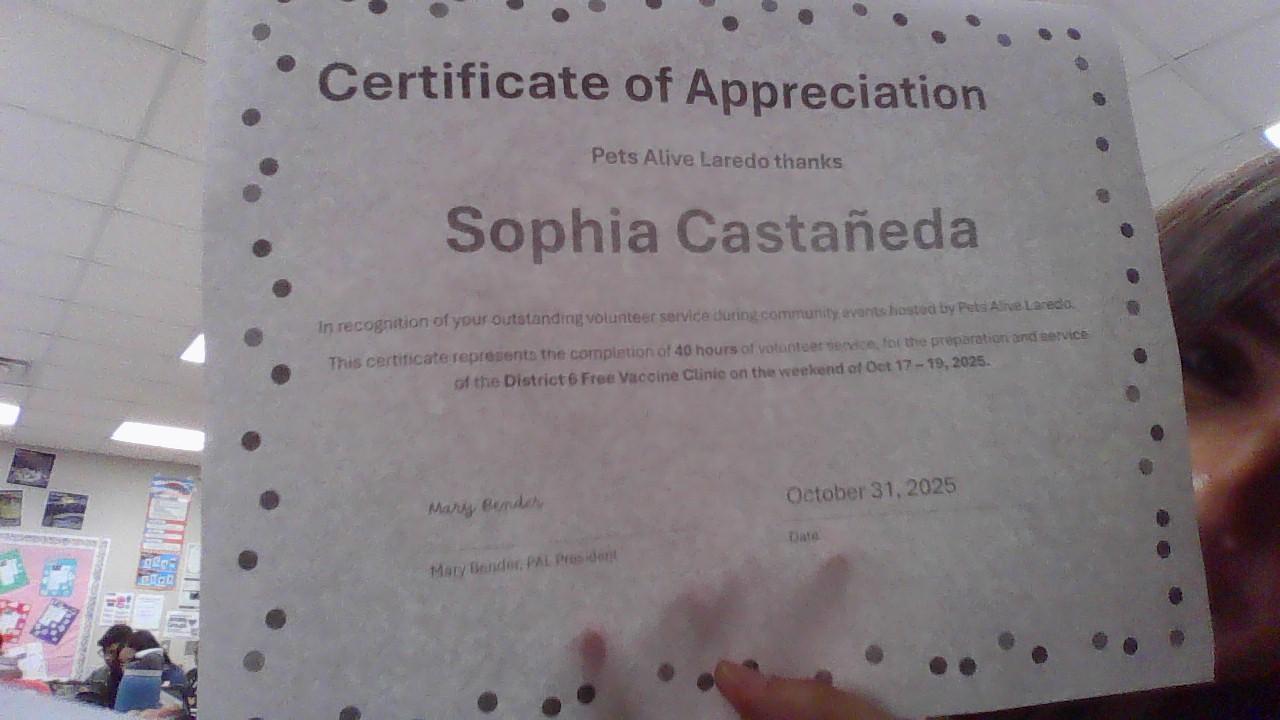 Certificate of Appreciation
Pets Alive Laredo thanks
Sophia Castañeda
In recognition of your outstanding volunteer service during community events hosted by Pets Alive Laredo.
This certificate represents the completion of 40 hours of volunteer service, for the preparation and service
of the District 6 Free Vaccine Clinic on the weekend of Oct 17 – 19, 2025.
Mary Bender
October 31, 2025
Mary Bender, PAL President
Date